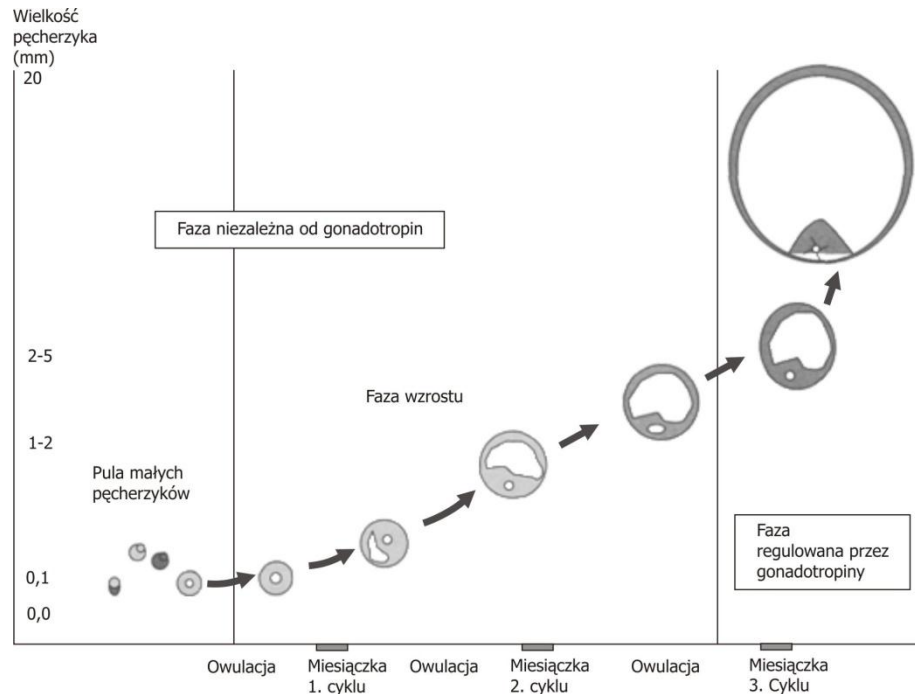 Wielkość
pęcherzyka
(mm)
20
Faza niezależna od gonadotropin
2-5
Faza wzrostu
1-2
Pula małych
pęcherzyków
Faza
regulowana przez
gonadotropiny
0,1
0,0
Owulacja
Miesiączka
1. cyklu
Owulacja
Miesiączka
2. cyklu
Owulacja
Miesiączka
3. Cyklu